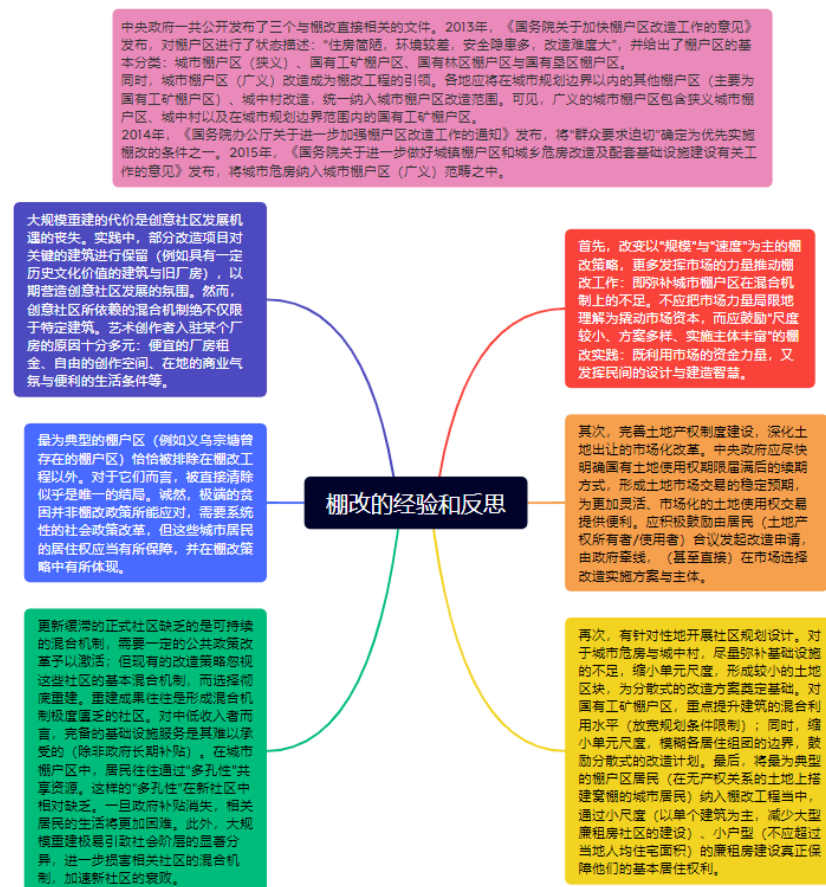 中央政府一共公开发布了三个与棚改直接相关的文件。2013年，《国务院关于加快棚户区改造工作的意见》
发布，对棚户区进行了状态描述："住房简陋，环境较差，安全隐患多，改造难度大"，并给出了棚户区的基
本分类：城市棚户区（狭义）、国有工矿棚户区、国有林区棚户区与国有垦区棚户区。
同时，城市棚户区（广义）改造成为棚改工程的引领。各地应将在城市规划边界以内的其他棚户区（主要为
国有工矿棚户区）、城中村改造，统一纳入城市棚户区改造范围。可见，广义的城市棚户区包含狭义城市棚
户区、城中村以及在城市规划边界范围内的国有工矿棚户区。
2014年，《国务院办公厅关于进一步加强棚户区改造工作的通知》发布，将"群众要求迫切"确定为优先实施
棚改的条件之一。2015年，《国务院关于进一步做好城镇棚户区和城乡危房改造及配套基础设施建设有关工
作的意见》发布，将城市危房纳入城市棚户区（广义）范畴之中。
大规模重建的代价是创意社区发展机
遇的丧失。实践中，部分改造项目对
关键的建筑进行保留（例如具有一定
历史文化价值的建筑与旧厂房），以
期营造创意社区发展的氛围。然而，
创意社区所依赖的混合机制绝不仅限
于特定建筑。艺术创作者入驻某个厂
房的原因十分多元：便宜的厂房租
金、自由的创作空间、在地的商业气
氛与便利的生活条件等。
最为典型的棚户区（例如义乌宗塘曾
存在的棚户区）恰恰被排除在棚改工
程以外。对于它们而言，被直接清除
似乎是唯一的结局。诚然，极端的贫
困并非棚改政策所能应对，需要系统
性的社会政策改革，但这些城市居民
的居住权应当有所保障，并在棚改策
略中有所体现。
更新缓滞的正式社区缺乏的是可持续
的混合机制，需要一定的公共政策改
革予以激活；但现有的改造策略忽视
这些社区的基本混合机制，而选择彻
底重建。重建成果往往是形成混合机
制极度匮乏的社区。对中低收入者而
言，完备的基础设施服务是其难以承
受的（除非政府长期补贴）。在城市
棚户区中，居民往往通过"多孔性"共
享资源。这样的"多孔性"在新社区中
相对缺乏。一旦政府补贴消失，相关
居民的生活将更加困难。此外，大规
模重建极易引致社会阶层的显著分
异，进一步损害相关社区的混合机
制，加速新社区的衰败。
棚改的经验和反思
首先，改变以"规模"与"速度"为主的棚
改策略，更多发挥市场的力量推动棚
改工作：即弥补城市棚户区在混合机
制上的不足。不应把市场力量局限地
理解为撬动市场资本，而应鼓励"尺度
较小、方案多样、实施主体丰富"的棚
改实践：既利用市场的资金力量，又
发挥民间的设计与建造智慧。
其次，完善土地产权制度建设，深化土
地出让的市场化改革。中央政府应尽快
明确国有土地使用权期限届满后的续期
方式，形成土地市场交易的稳定预期，
为更加灵活、市场化的土地使用权交易
提供便利。应积极鼓励由居民（土地产
权所有者/使用者）合议发起改造申请，
由政府牵线，（甚至直接）在市场选择
改造实施方案与主体。
再次，有针对性地开展社区规划设计。对
于城市危房与城中村，尽量弥补基础设施
的不足，缩小单元尺度，形成较小的土地
区块，为分散式的改造方案奠定基础。对
国有工矿棚户区，重点提升建筑的混合利
用水平（放宽规划条件限制）；同时，缩
小单元尺度，模糊各居住组团的边界，鼓
励分散式的改造计划。最后，将最为典型
的棚户区居民（在无产权关系的土地上搭
建窝棚的城市居民）纳入棚改工程当中，
通过小尺度（以单个建筑为主，减少大型
廉租房社区的建设）、小户型（不应超过
当地人均住宅面积）的廉租房建设真正保
障他们的基本居住权利。